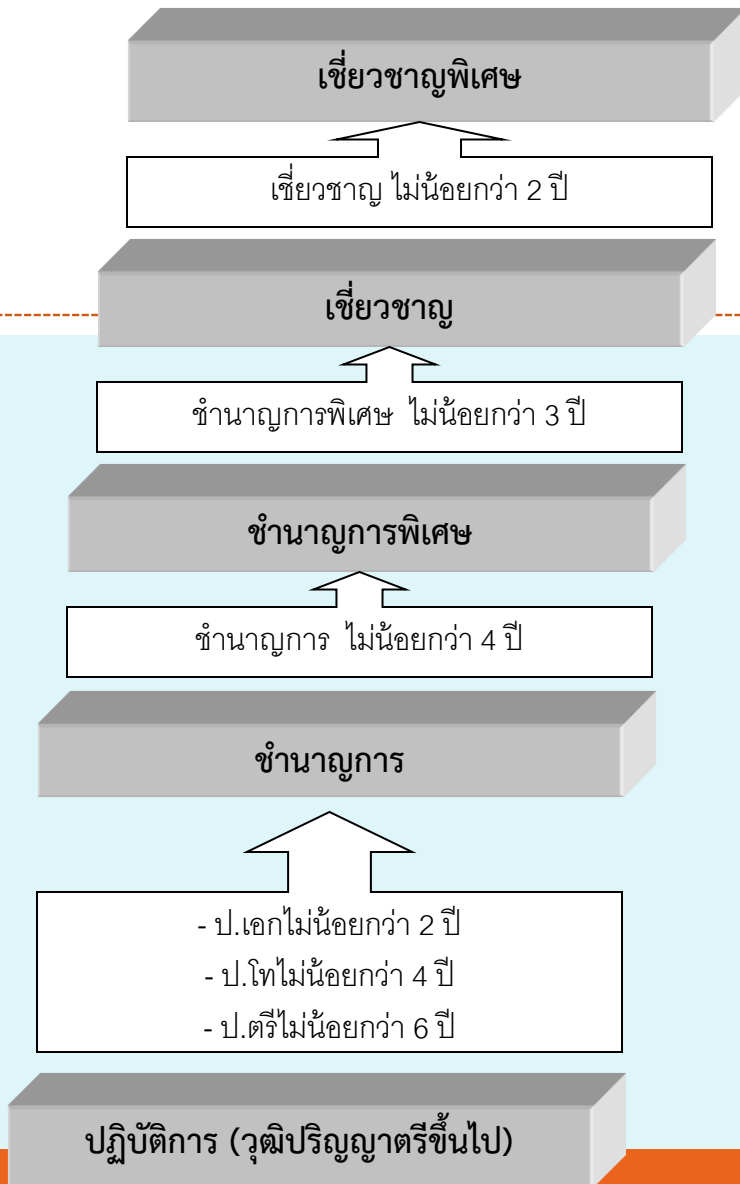 เชี่ยวชาญพิเศษ
เชี่ยวชาญ ไม่น้อยกว่า 2 ปี
เชี่ยวชาญ
ชำนาญการพิเศษ ไม่น้อยกว่า 3 ปี
ชำนาญการพิเศษ
ชำนาญการ ไม่น้อยกว่า 4 ปี
ชำนาญการ
- ป.เอกไม่น้อยกว่า 2 ปี
- ป.โทไม่น้อยกว่า 4 ปี
- ป.ตรีไม่น้อยกว่า 6 ปี
ปฏิบัติการ (วุฒิปริญญาตรีขึ้นไป)